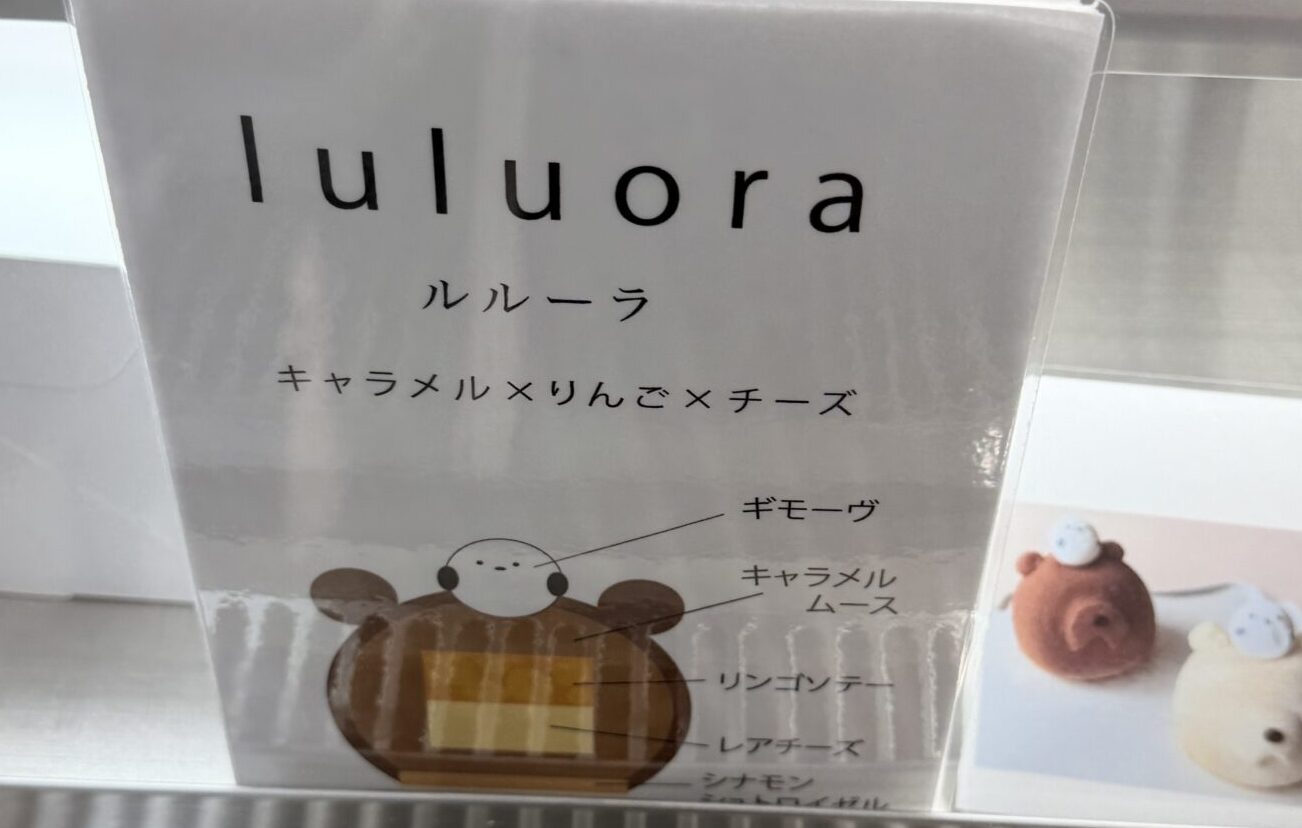 luluora
ルルーラ
キャラメル×りんご×チーズ
ギモーヴ
キャラメル
ムース
リンゴソテー
レアチーズ
シナモン